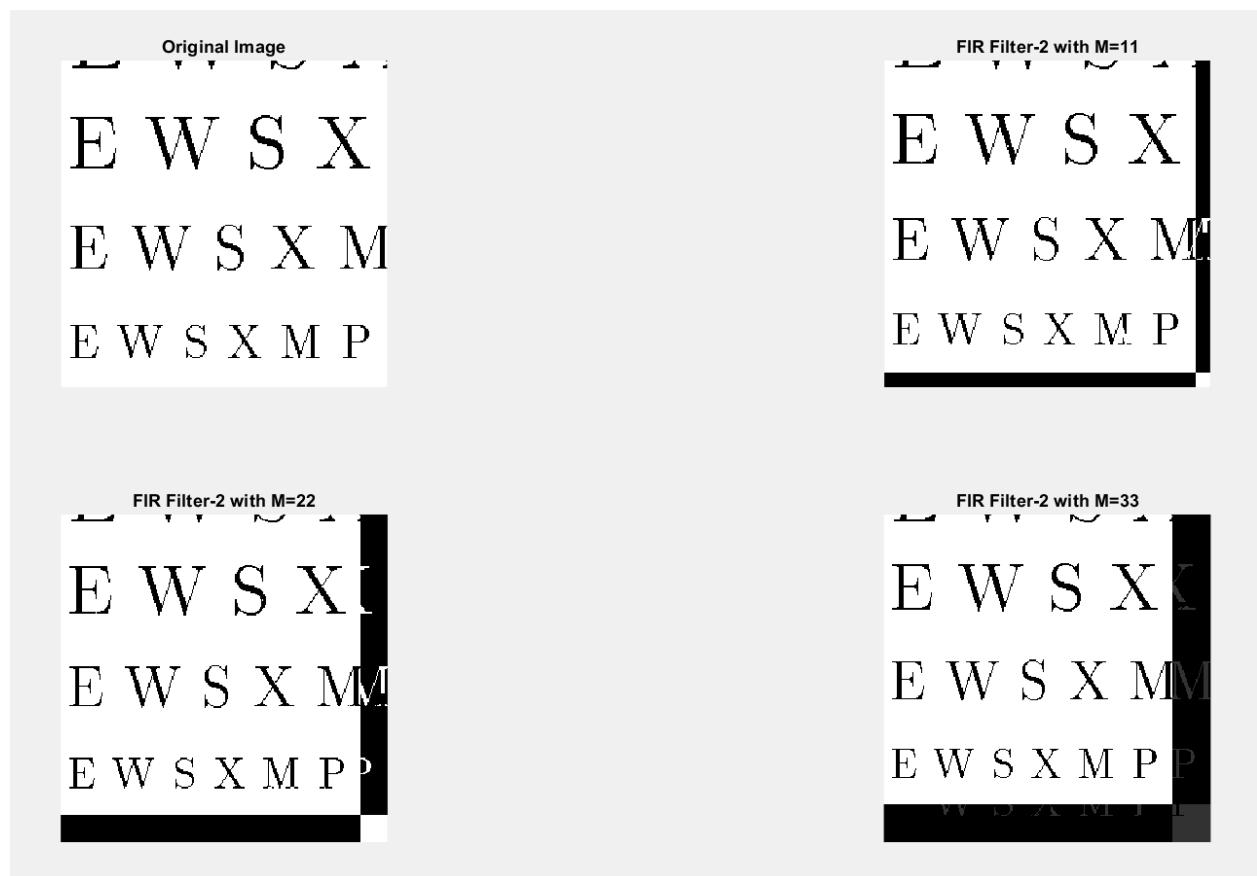 Original Image
E W S X
E W S X M
E W S X M P
FIR Filter-2 with M=11
E W S X
E W S X M
E W S X M P
FIR Filter-2 with M=22
E W S X
E W S X M M
E W S X M P P
FIR Filter-2 with M=33
E W S X X
E W S X M M
E W S X M P P